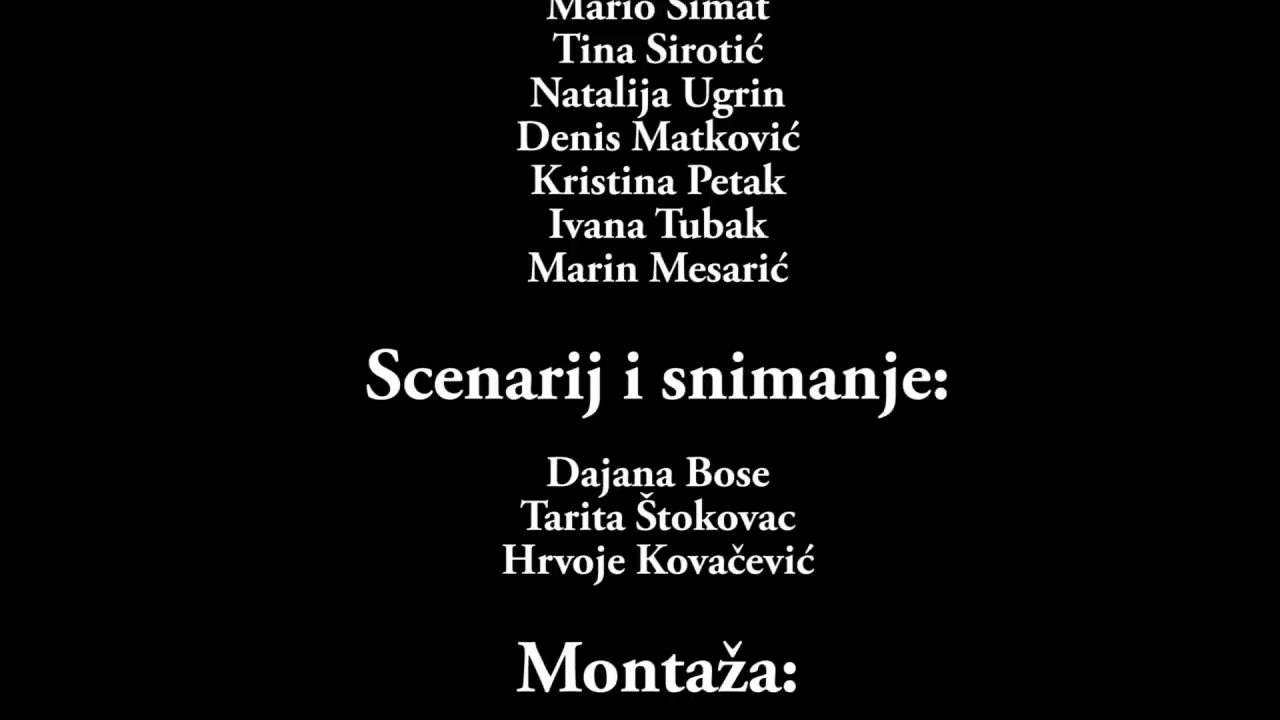 Mario Simat
Tina Sirotić
Natalija Ugrin
Denis Matković
Kristina Petak
Ivana Tubak
Marin Mesarić
Scenarij i snimanje:
Dajana Bose
Tarita Štokovac
Hrvoje Kovačević
Montaža: